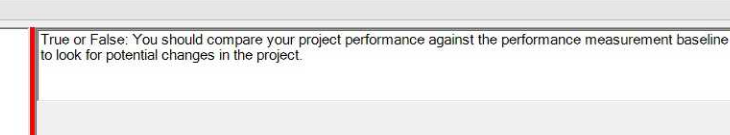 True or False: You should compare your project performance against the performance measurement baseline
to look for potential changes in the project.